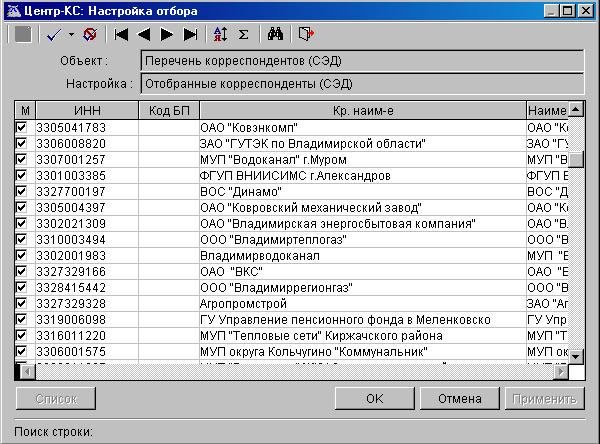 Центр-КС: Настройка отбора
Объект : Перечень корреспондентов (СЭД)
Настройка : Отобранные корреспонденты (СЭД)
М ИНН Код БП Кр. наим-е Наиме
3305041783 ОАО "Ковэнкомп" ОАО "Ко
3306008820 ЗАО "ГУТЭК по Владимирской области" ЗАО "ГУ
3307001257 МУП "Водоканал" г.Муром МУП "В
3301003385 ФГУП ВНИИСИМС г.Александров ФГУП В
3327700197 ВОС "Динамо" ВОС "Д
3305004397 ОАО "Ковровский механический завод" ОАО "Ко
3302021309 ОАО "Владимирская энергосбытовая компания" ОАО "В
3310003494 ООО "Владимиртеплогаз" ООО "В
3302001983 Владимирводоканал МУП "В
3327329166 ОАО "ВКС" ОАО "В
3328415442 ООО "Владимиррегионгаз" ООО "В
3327329328 Агропромстрой ЗАО "Аг
3319006098 ГУ Управление пенсионного фонда в Меленковско ГУ Упр
3316011220 МУП "Тепловые сети" Киржачского района МУП "Т
3306001575 МУП округа Кольчугино "Коммунальник" МУП ок
Список OK Отмена Применить
Поиск строки: